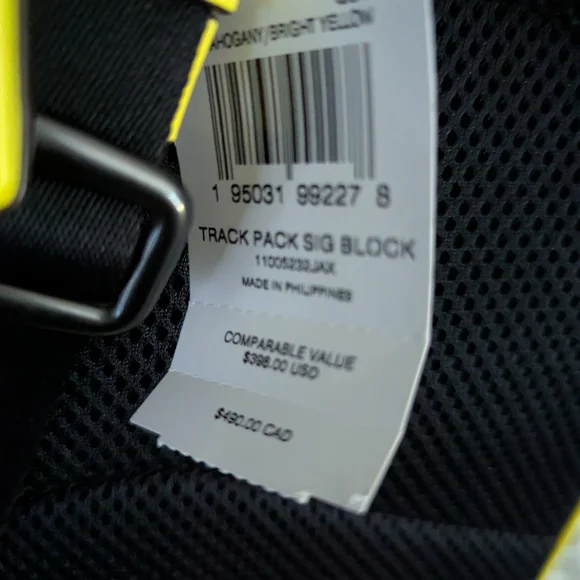 AHOGANY/BRIGHT YELLOW
1 95031 99227 8
TRACK PACK SIG BLOCK
11005232JAX
MADE IN PHILIPPINES
COMPARABLE VALUE
$398.00 USD
$490.00 CAD